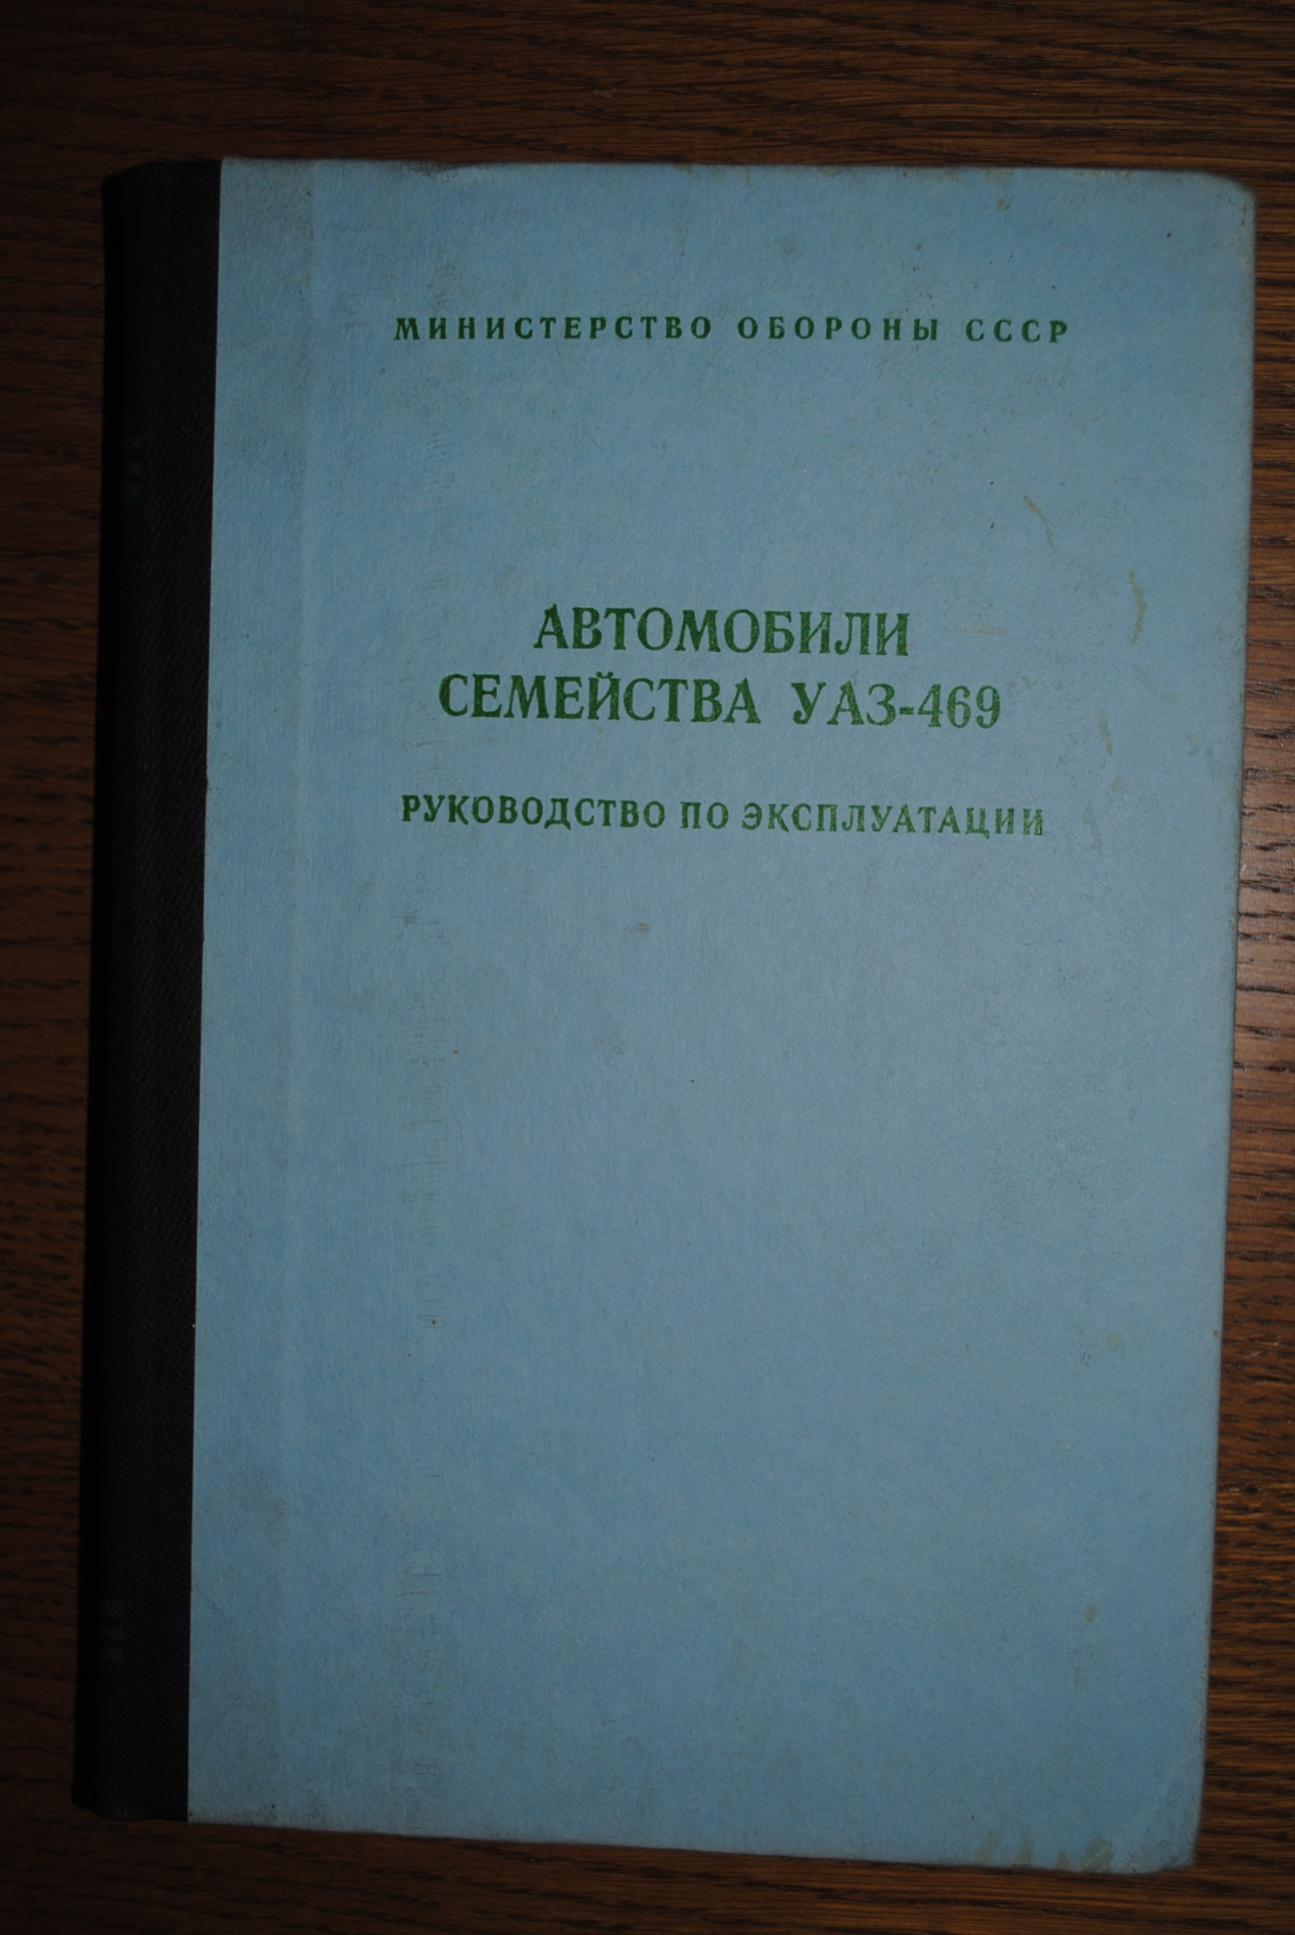 МИНИСТЕРСТВО ОБОРОНЫ СССР
АВТОМОБИЛИ
СЕМЕЙСТВА УАЗ-469
РУКОВОДСТВО ПО ЭКСПЛУАТАЦИИ